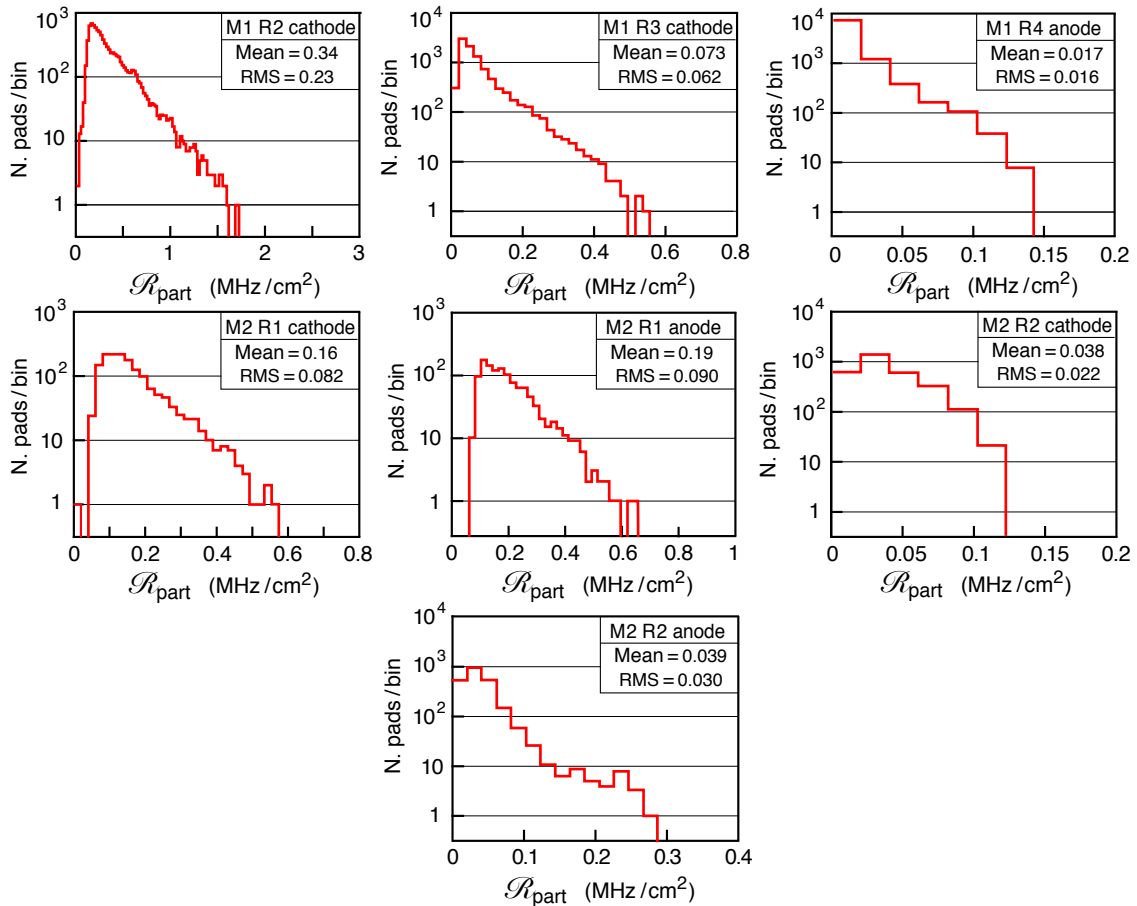 N. pads / bin
10³
10²
10
1
M1 R2 cathode
Mean = 0.34
RMS = 0.23
0 1 2 3
ℛpart (MHz / cm²)
N. pads / bin
10⁴
10³
10²
10
1
M1 R3 cathode
Mean = 0.073
RMS = 0.062
0 0.2 0.4 0.6 0.8
ℛpart (MHz / cm²)
N. pads / bin
10⁴
10³
10²
10
1
M1 R4 anode
Mean = 0.017
RMS = 0.016
0 0.05 0.1 0.15 0.2
ℛpart (MHz / cm²)
N. pads / bin
10³
10²
10
1
M2 R1 cathode
Mean = 0.16
RMS = 0.082
0 0.2 0.4 0.6 0.8
ℛpart (MHz / cm²)
N. pads / bin
10³
10²
10
1
M2 R1 anode
Mean = 0.19
RMS = 0.090
0 0.2 0.4 0.6 0.8 1
ℛpart (MHz / cm²)
N. pads / bin
10⁴
10³
10²
10
1
M2 R2 cathode
Mean = 0.038
RMS = 0.022
0 0.05 0.1 0.15 0.2
ℛpart (MHz / cm²)
N. pads / bin
10⁴
10³
10²
10
1
M2 R2 anode
Mean = 0.039
RMS = 0.030
0 0.1 0.2 0.3 0.4
ℛpart (MHz / cm²)